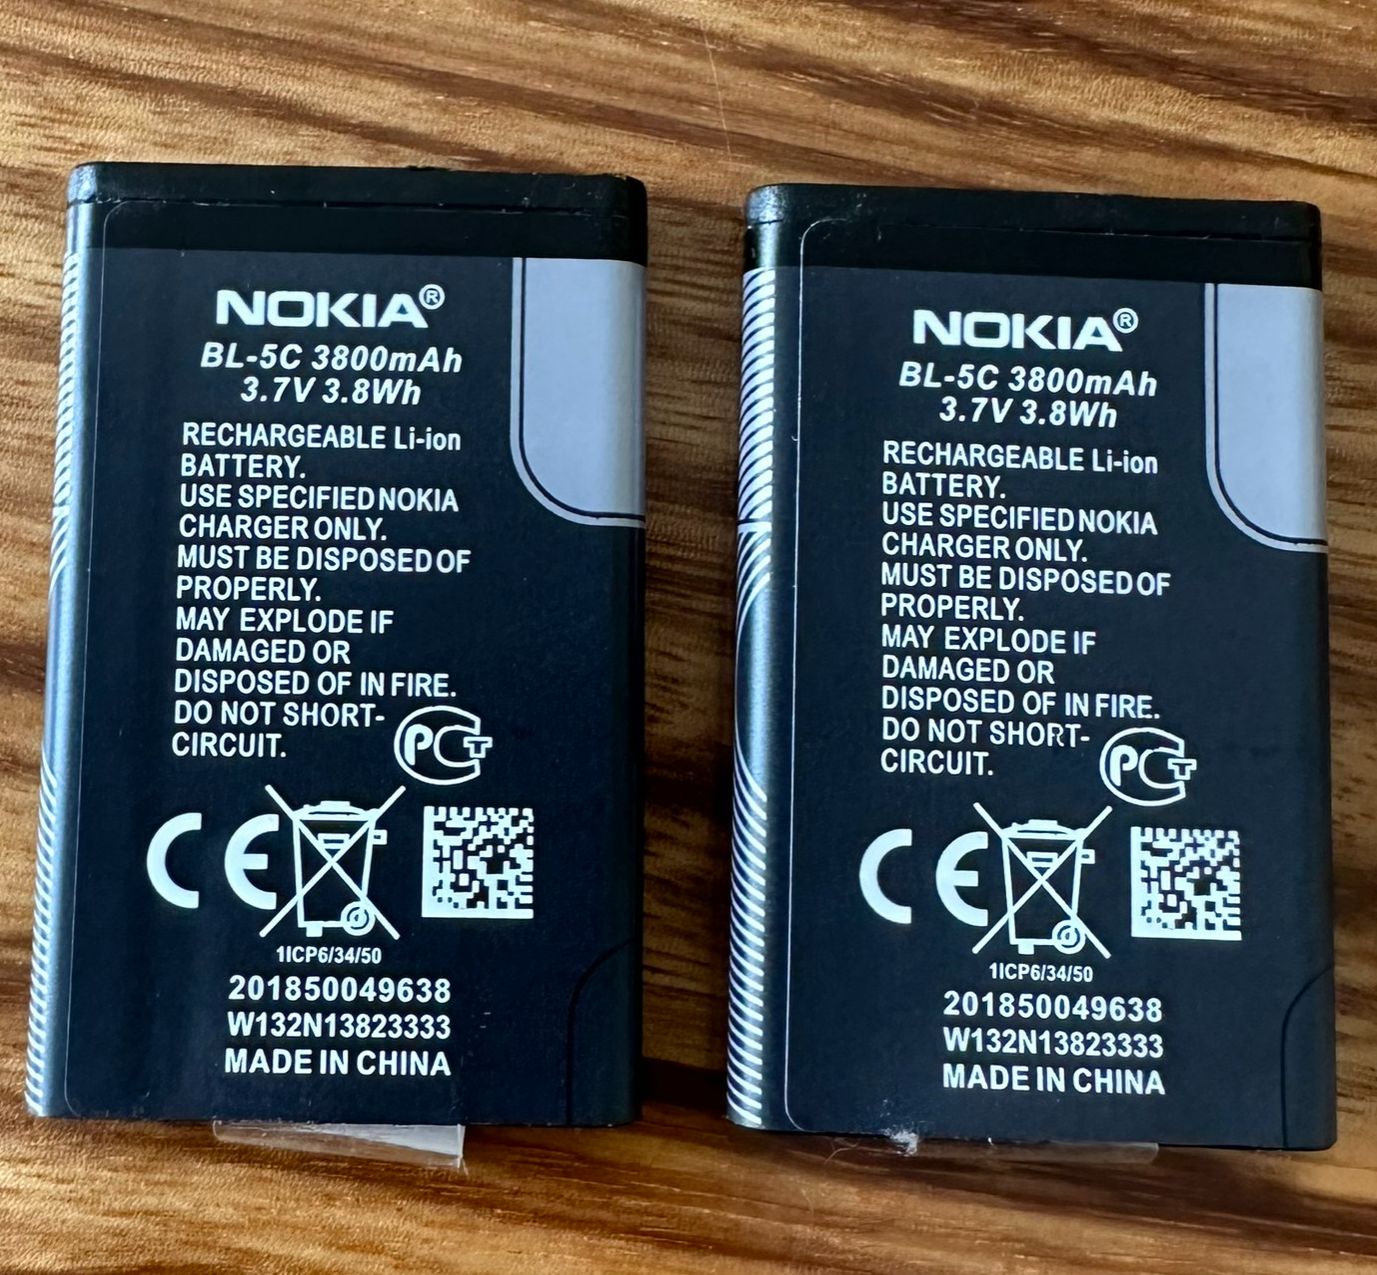 NOKIA®
BL-5C 3800mAh
3.7V 3.8Wh
RECHARGEABLE Li-ion
BATTERY.
USE SPECIFIED NOKIA
CHARGER ONLY.
MUST BE DISPOSED OF
PROPERLY.
MAY EXPLODE IF
DAMAGED OR
DISPOSED OF IN FIRE.
DO NOT SHORT-
CIRCUIT.
РСТ
CE
1ICP6/34/50
201850049638
W132N13823333
MADE IN CHINA
NOKIA®
BL-5C 3800mAh
3.7V 3.8Wh
RECHARGEABLE Li-ion
BATTERY.
USE SPECIFIED NOKIA
CHARGER ONLY.
MUST BE DISPOSED OF
PROPERLY.
MAY EXPLODE IF
DAMAGED OR
DISPOSED OF IN FIRE.
DO NOT SHORT-
CIRCUIT.
РСТ
CE
1ICP6/34/50
201850049638
W132N13823333
MADE IN CHINA